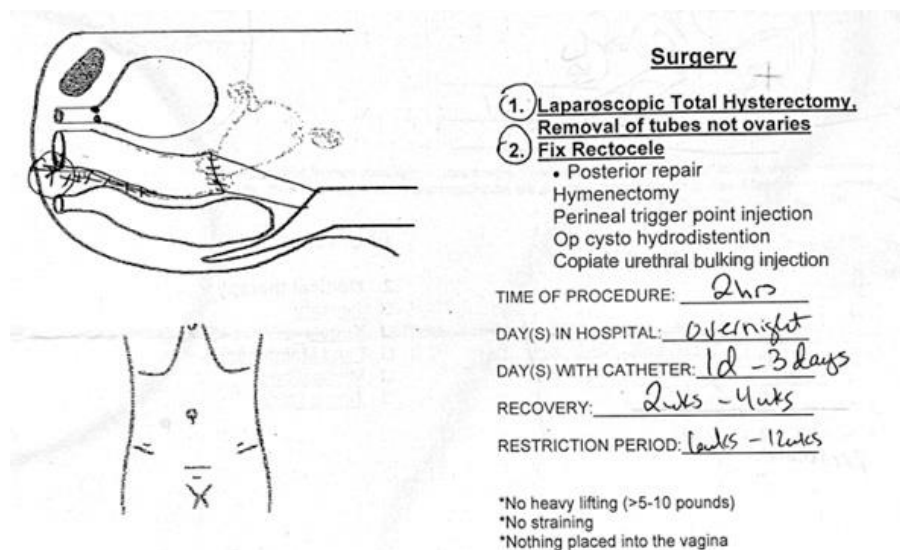 Surgery
1. Laparoscopic Total Hysterectomy,
Removal of tubes not ovaries
2. Fix Rectocele
• Posterior repair
Hymenectomy
Perineal trigger point injection
Op cysto hydrodistention
Copiate urethral bulking injection
TIME OF PROCEDURE: 2hrs
DAY(S) IN HOSPITAL: overnight
DAY(S) WITH CATHETER: 1d - 3days
RECOVERY: 2wks - 4wks
RESTRICTION PERIOD: 6wks - 12wks
*No heavy lifting (>5-10 pounds)
*No straining
*Nothing placed into the vagina